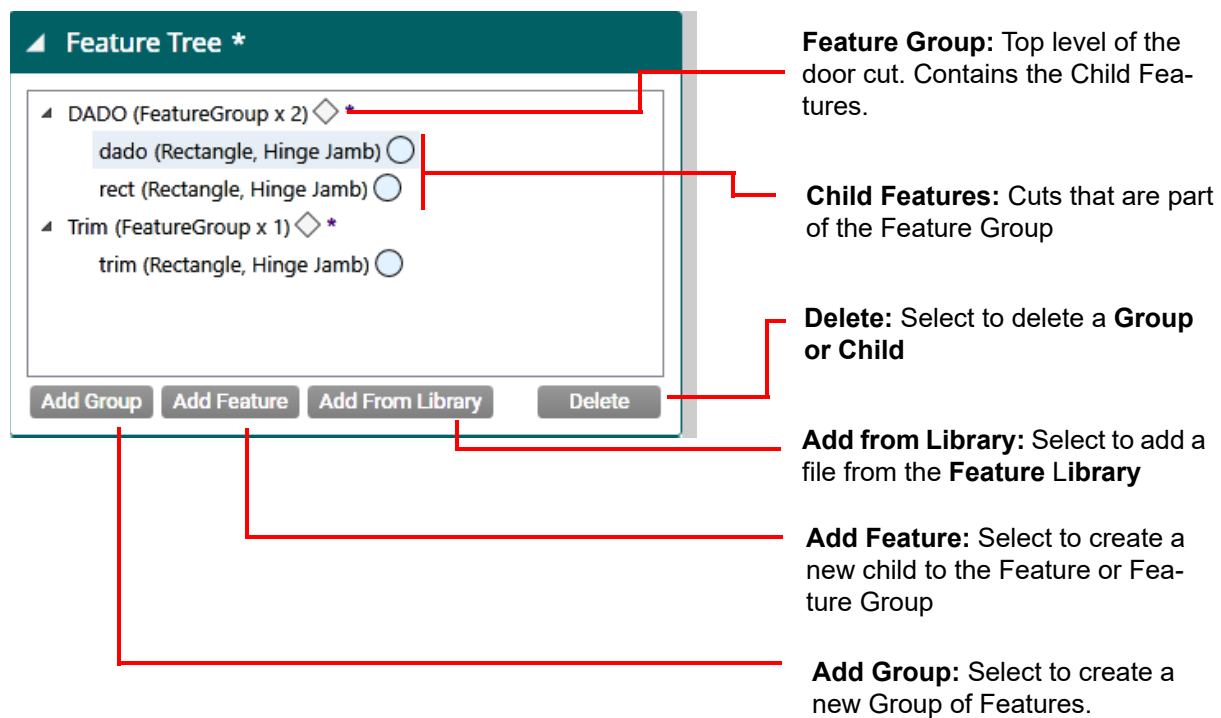 Feature Tree *
DADO (FeatureGroup x 2) *
dado (Rectangle, Hinge Jamb)
rect (Rectangle, Hinge Jamb)
Trim (FeatureGroup x 1) *
trim (Rectangle, Hinge Jamb)
Add Group
Add Feature
Add From Library
Delete
Feature Group: Top level of the
door cut. Contains the Child Fea-
tures.
Child Features: Cuts that are part
of the Feature Group
Delete: Select to delete a Group
or Child
Add from Library: Select to add a
file from the Feature Library
Add Feature: Select to create a
new child to the Feature or Fea-
ture Group
Add Group: Select to create a
new Group of Features.